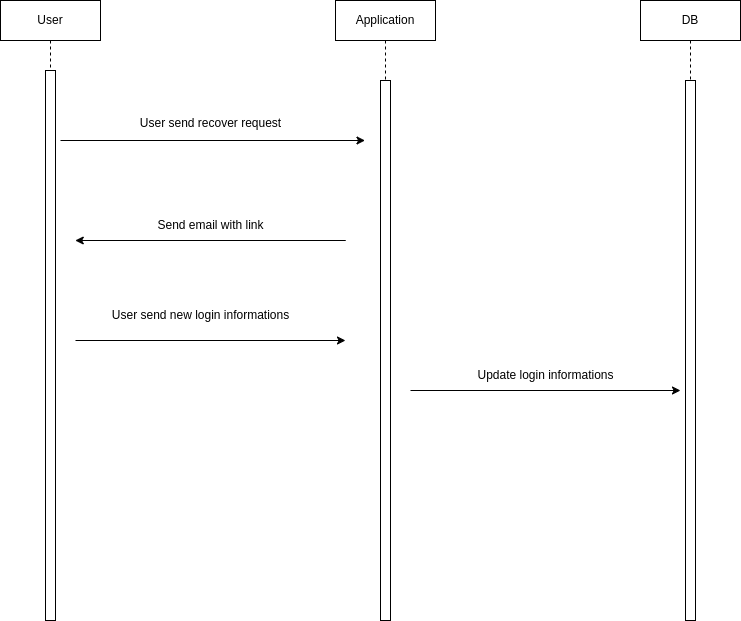 User
Application
DB
User send recover request
Send email with link
User send new login informations
Update login informations